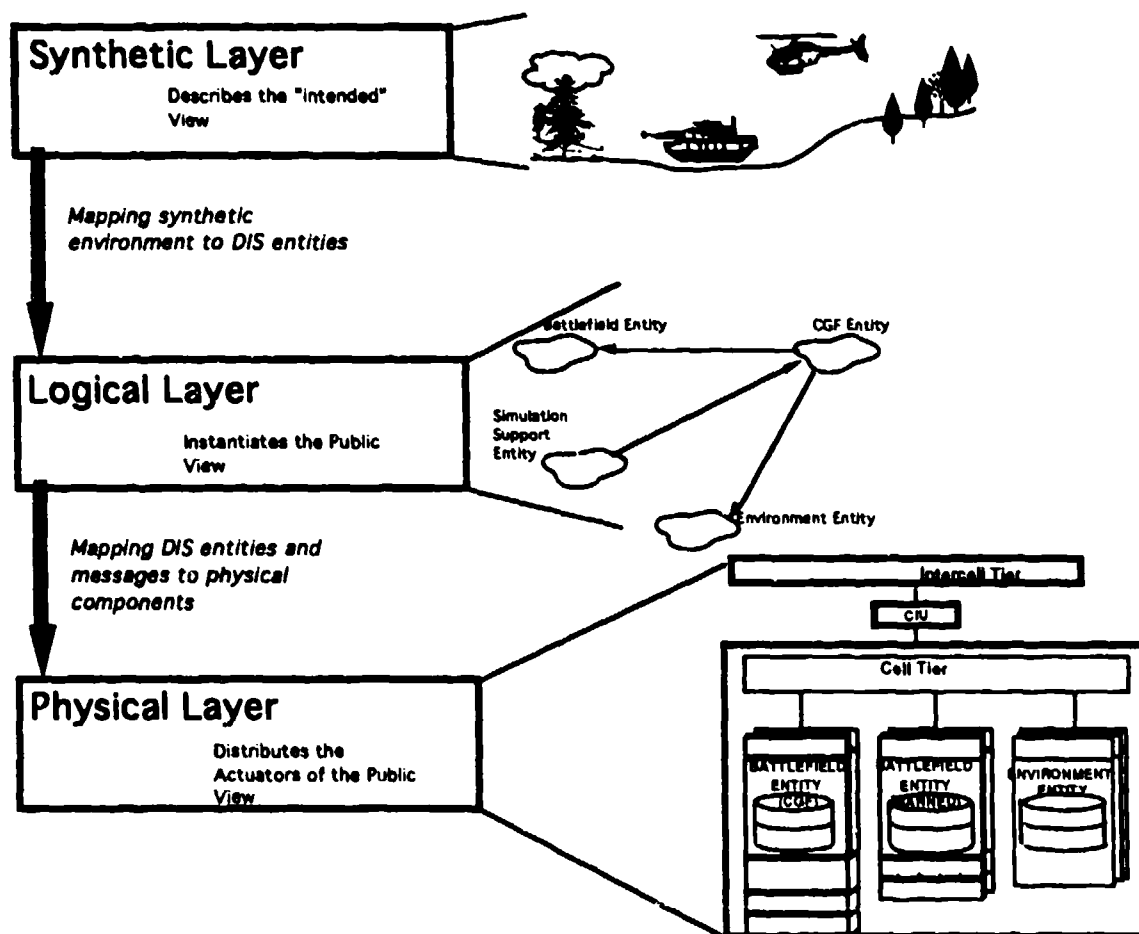 Synthetic Layer
Describes the "intended"
View
Mapping synthetic
environment to DIS entities
Battlefield Entity
CGF Entity
Logical Layer
Instantiates the Public
View
Simulation
Support
Entity
Environment Entity
Mapping DIS entities and
messages to physical
components
Intercell Tier
CIU
Cell Tier
Physical Layer
Distributes the
Actuators of the Public
View
BATTLEFIELD
ENTITY
(CGF)
BATTLEFIELD
ENTITY
(MANNED)
ENVIRONMENT
ENTITY